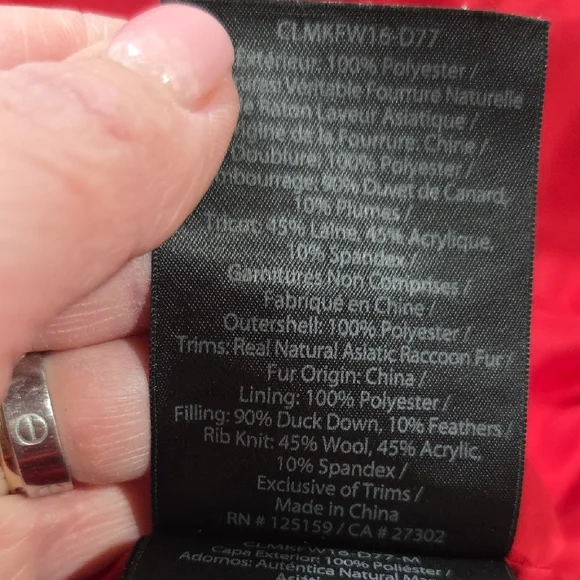 CLMKFW16-D77
100% Polyester /
Véritable Fourrure Naturelle
Raton Laveur Asiatique /
de la Fourrure: Chine /
Doublure: 100% Polyester /
90% Duvet de Canard,
10% Plumes /
Tricot: 45% Laine, 45% Acrylique,
10% Spandex /
Garnitures Non Comprises /
Fabriqué en Chine /
Outershell: 100% Polyester /
Trims: Real Natural Asiatic Raccoon Fur /
Fur Origin: China /
Lining: 100% Polyester /
Filling: 90% Duck Down, 10% Feathers /
Rib Knit: 45% Wool, 45% Acrylic,
10% Spandex /
Exclusive of Trims /
Made in China
RN # 125159 / CA # 27302
CLMKFW16-D77-M
Capa Exterior: 100% Poliéster /
Adornos: Auténtica Natural